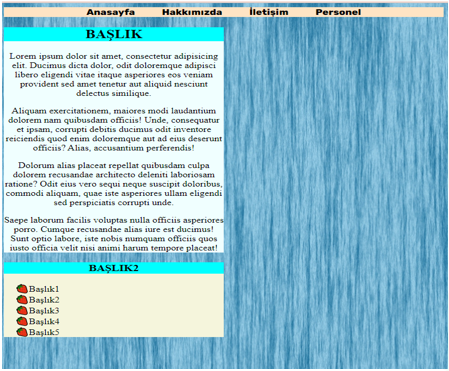 Anasayfa Hakkımızda İletişim Personel
BAŞLIK
Lorem ipsum dolor sit amet, consectetur adipisicing
elit. Ducimus dicta dolor, odit doloremque adipisci
libero eligendi vitae itaque asperiores eos veniam
provident sed amet tenetur aut aliquid nesciunt
delectus similique.
Aliquam exercitationem, maiores modi laudantium
dolorem nam quibusdam officiis! Unde, consequatur
et ipsam, corrupti debitis ducimus odit inventore
reiciendis quod enim doloremque aut ad eius deserunt
officiis? Alias, accusantium perferendis!
Dolorum alias placeat repellat quibusdam culpa
dolorem recusandae architecto deleniti laboriosam
ratione? Odit eius vero sequi neque suscipit doloribus,
commodi aliquam, quae iste asperiores ullam eligendi
sed perspiciatis corrupti unde.
Saepe laborum facilis voluptas nulla officiis asperiores
porro. Cumque recusandae alias iure est ducimus!
Sunt optio labore, iste nobis numquam officiis quos
iusto officia velit nisi animi harum tempore placeat!
BAŞLIK2
Başlık1
Başlık2
Başlık3
Başlık4
Başlık5